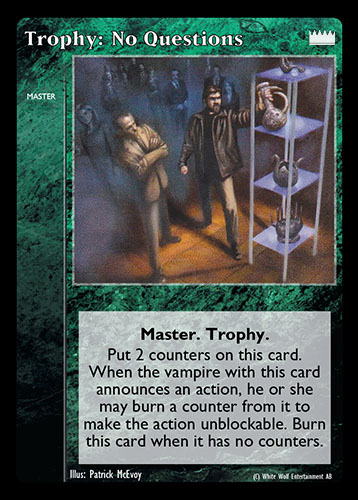 Trophy: No Questions
MASTER
Master. Trophy.
Put 2 counters on this card.
When the vampire with this card
announces an action, he or she
may burn a counter from it to
make the action unblockable. Burn
this card when it has no counters.
Illus: Patrick McEvoy
(C) White Wolf Entertainment AB